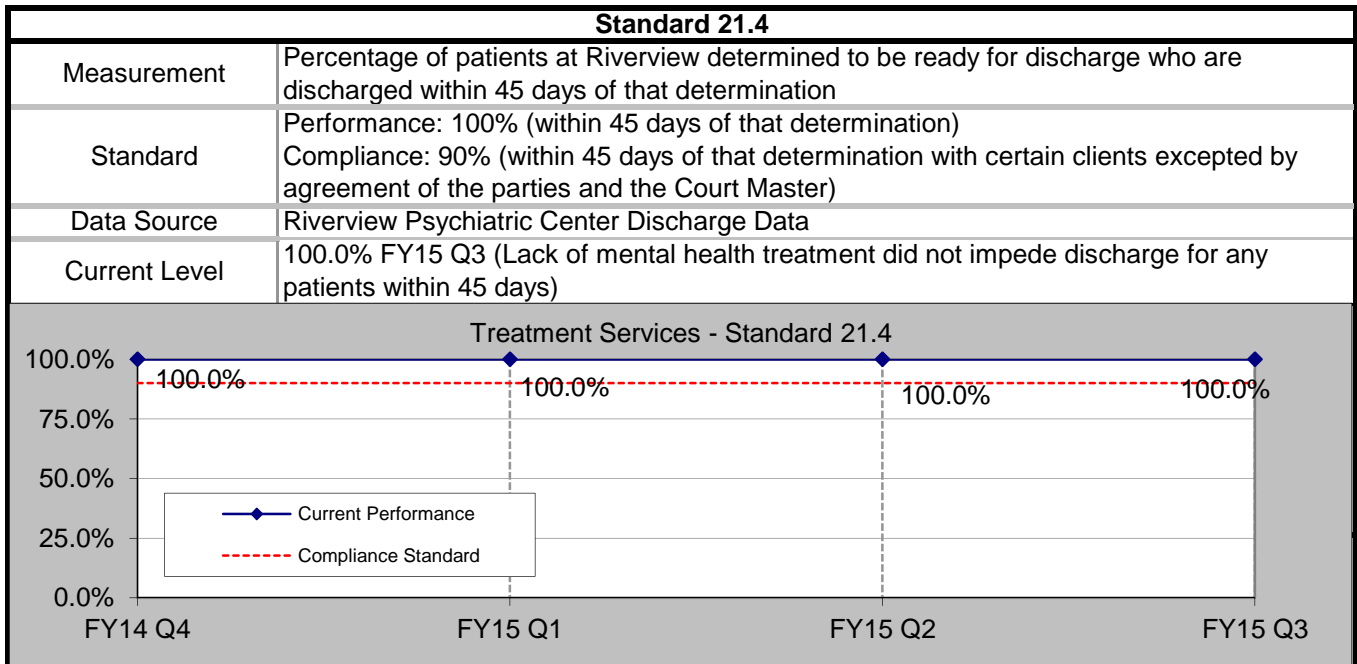 Standard 21.4
Measurement
Percentage of patients at Riverview determined to be ready for discharge who are
discharged within 45 days of that determination
Standard
Performance: 100% (within 45 days of that determination)
Compliance: 90% (within 45 days of that determination with certain clients excepted by
agreement of the parties and the Court Master)
Data Source
Riverview Psychiatric Center Discharge Data
Current Level
100.0% FY15 Q3 (Lack of mental health treatment did not impede discharge for any
patients within 45 days)
Treatment Services - Standard 21.4
100.0%
100.0%
100.0%
100.0%
100.0%
75.0%
50.0%
Current Performance
25.0%
Compliance Standard
0.0%
FY14 Q4
FY15 Q1
FY15 Q2
FY15 Q3